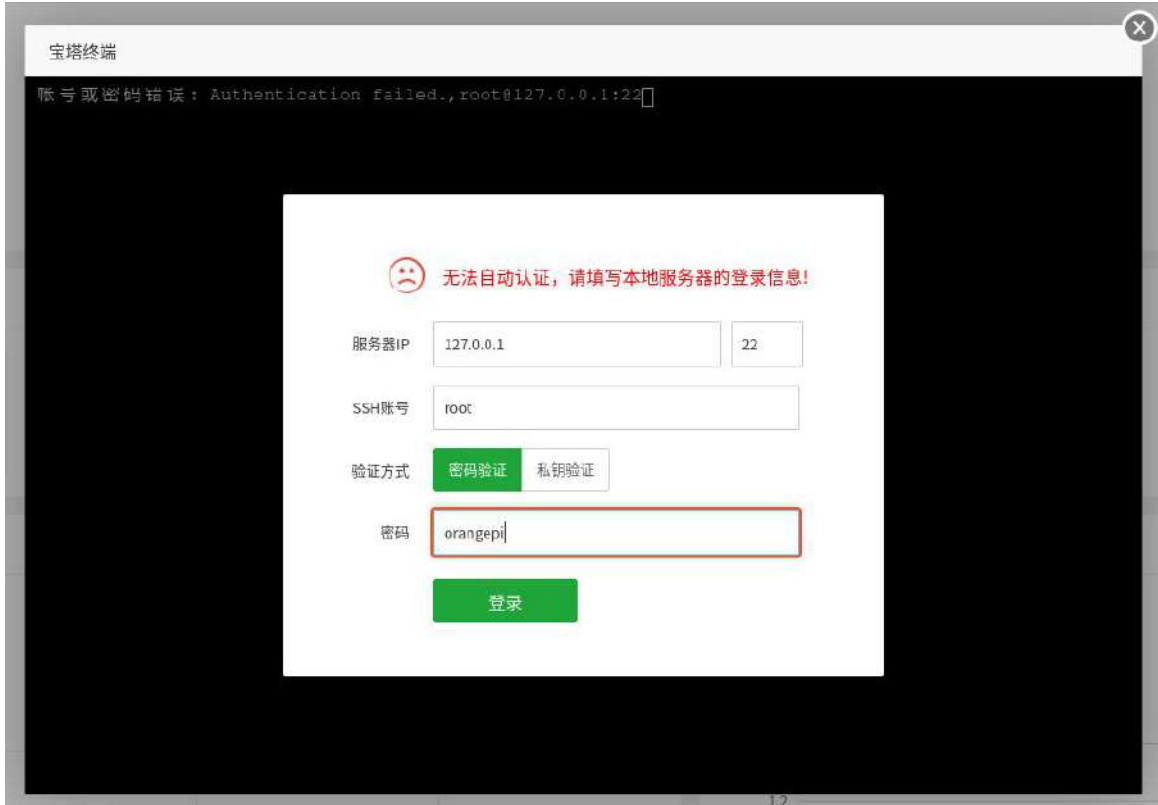 宝塔终端
账号或密码错误：Authentication failed.,root@127.0.0.1:22
无法自动认证，请填写本地服务器的登录信息!
服务器IP 127.0.0.1 22
SSH账号 root
验证方式 密码验证 私钥验证
密码 orangepi
登录
12